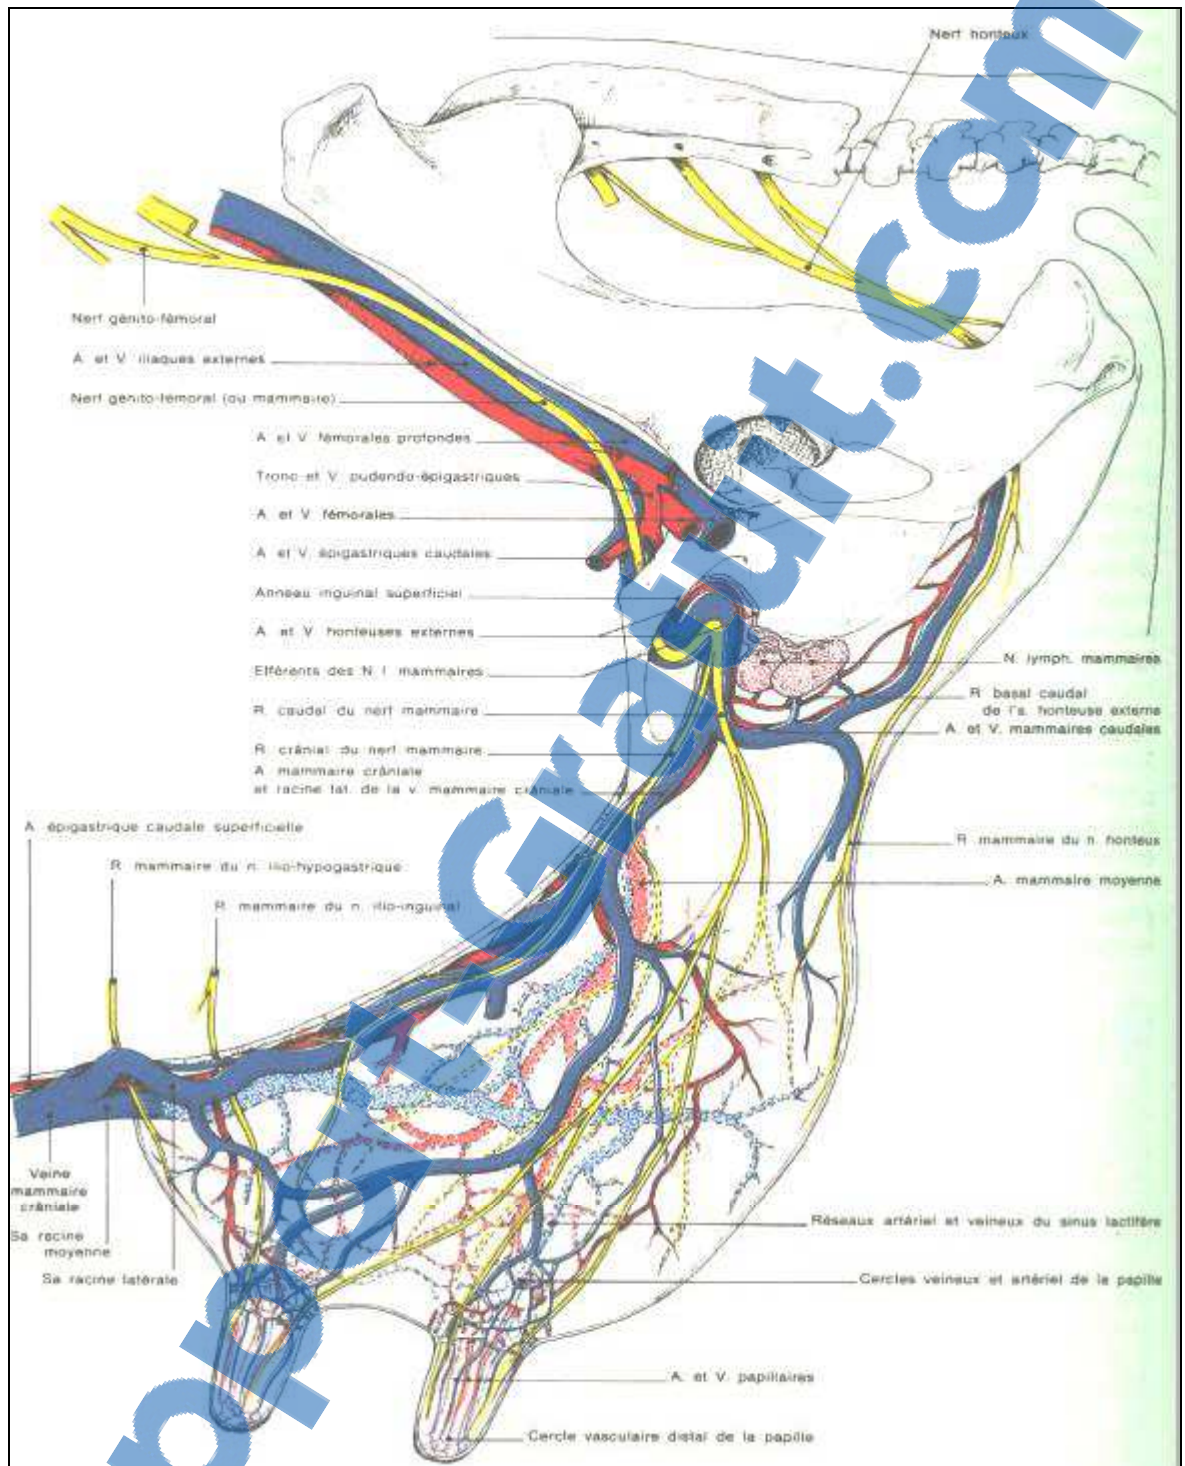 Nerf honteux
Nerf génito-fémoral
A et V iliaques externes
Nerf génito-fémoral (ou mammaire)
A et V fémorales profondes
Tronc et V pudendo-épigastriques
A et V fémorales
A et V. épigastriques caudales
Anneau inguinal superficiel
A et V honteuses externes
Efférents des N l mammaires
R. caudal du nerf mammaire
R crânial du nerf mammaire
A mammaire crâniale
et racine lat. de la v. mammaire crâniale
N. lymph. mammaires
R basal caudal
de l'a. honteuse externe
A. et V. mammaires caudales
A épigastrique caudale superficielle
R mammaire du n. ilio-hypogastrique
R mammaire du n. ilio-inguinal
R mammaire du n. honteux
A. mammaire moyenne
Veine
mammaire
crâniale
Sa racine
moyenne
Sa racine latérale
Réseaux artériel et veineux du sinus lactifère
Cercles veineux et artériel de la papille
A. et V. papillaires
Cercle vasculaire distal de la papille
pport-Gratuit.com